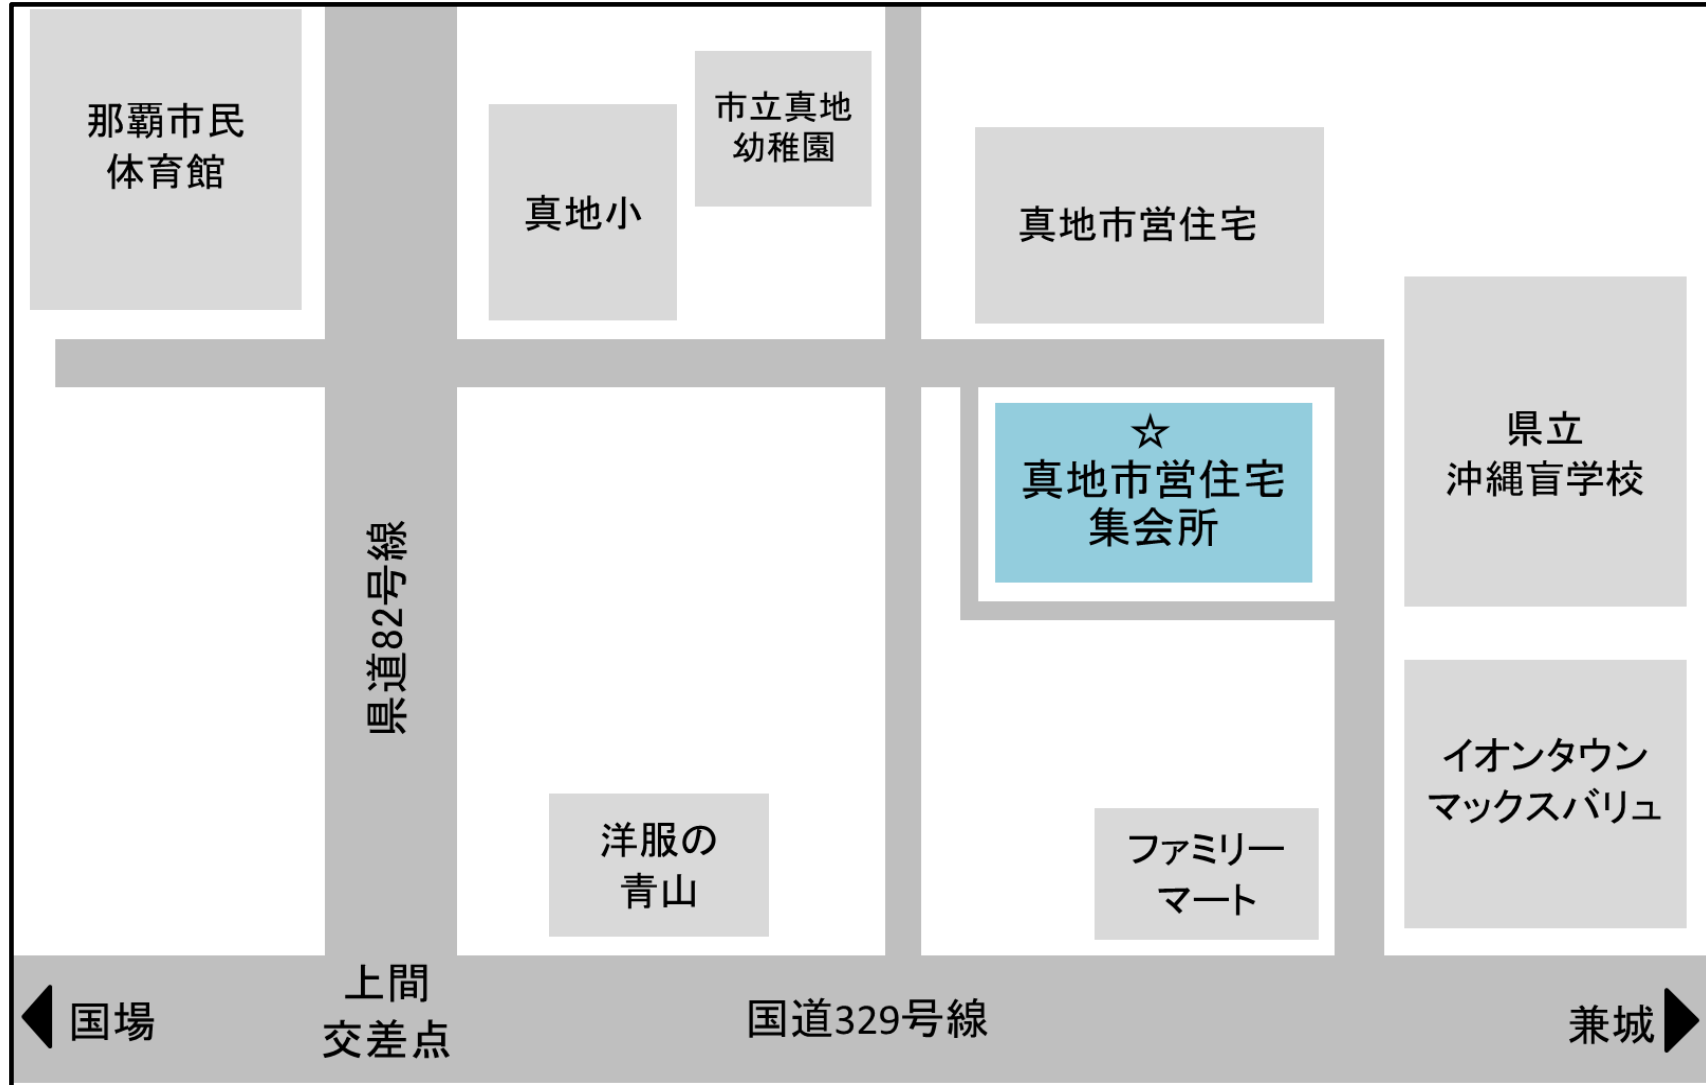 那覇市民
体育館
真地小
市立真地
幼稚園
真地市営住宅
☆
真地市営住宅
集会所
県立
沖縄盲学校
県道82号線
イオンタウン
マックスバリュ
洋服の
青山
ファミリー
マート
上間
交差点
国場
国道329号線
兼城